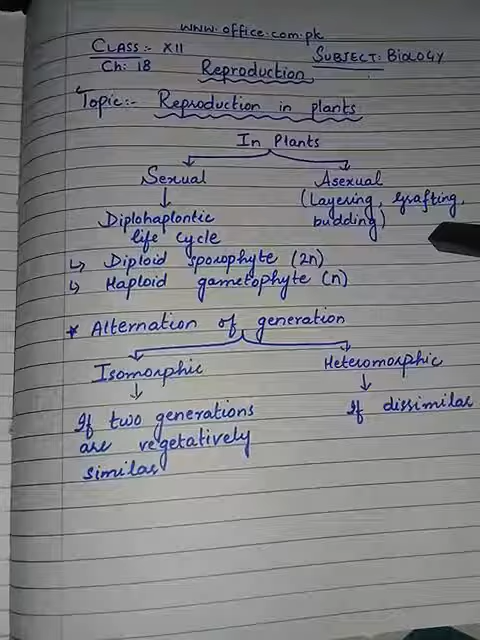 www.office.com.pk
CLASS:- XII SUBJECT: BIOLOGY
Ch: 18 Reproduction
Topic:- Reproduction in plants
In Plants
Sexual Asexual
(Layering, Grafting,
budding)
Diplohaplontic
life cycle
↳ Diploid sporophyte (2n)
↳ Haploid gametophyte (n)
* Alternation of generation
Isomorphic Heteromorphic
If two generations If dissimilar
are vegetatively
similar